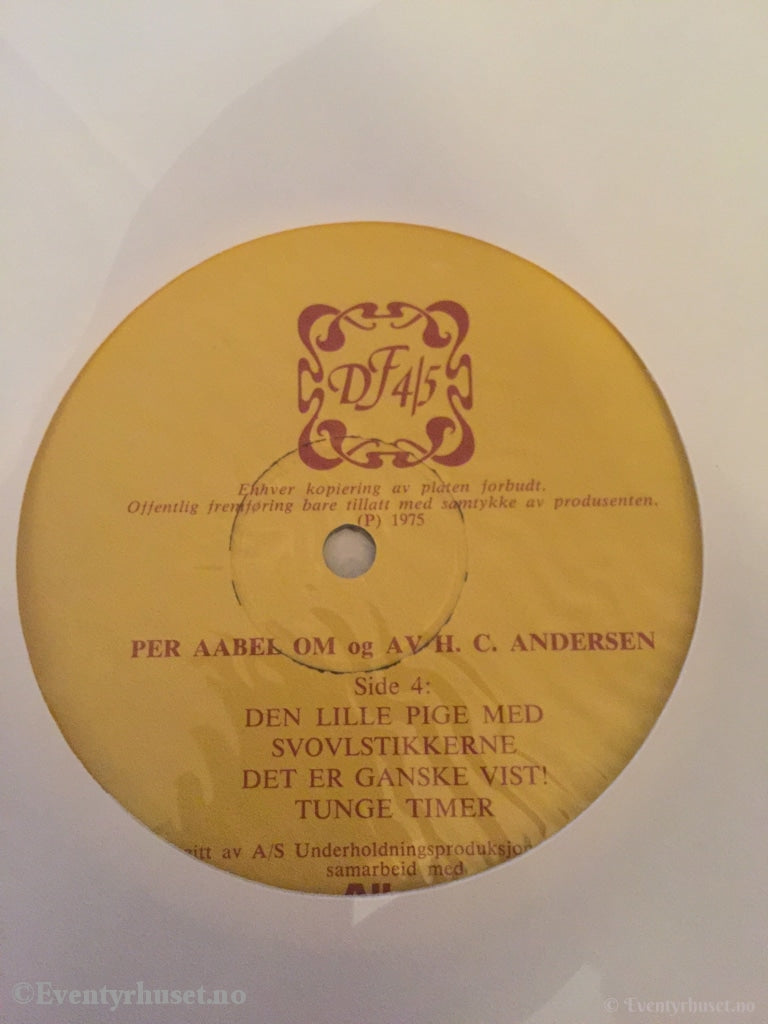 DF 4/5
Enhver kopiering av platen forbudt.
Offentlig fremføring bare tillatt med samtykke av produsenten.
(P) 1975
PER AABEL OM og AV H. C. ANDERSEN
Side 4:
DEN LILLE PIGE MED
SVOVLSTIKKERNE
DET ER GANSKE VIST!
TUNGE TIMER
av A/S
samarbeid med
©Eventyrhuset.no
© Eventyrhuset.no